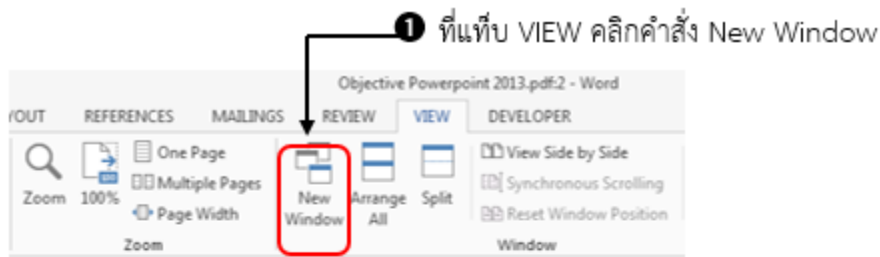 ❶ ที่แท็บ VIEW คลิกคำสั่ง New Window
Objective Powerpoint 2013.pdf:2 - Word
YOUT REFERENCES MAILINGS REVIEW VIEW DEVELOPER
Zoom
100%
One Page
Multiple Pages
Page Width
Zoom
New
Window
Arrange
All
Split
View Side by Side
Synchronous Scrolling
Reset Window Position
Window